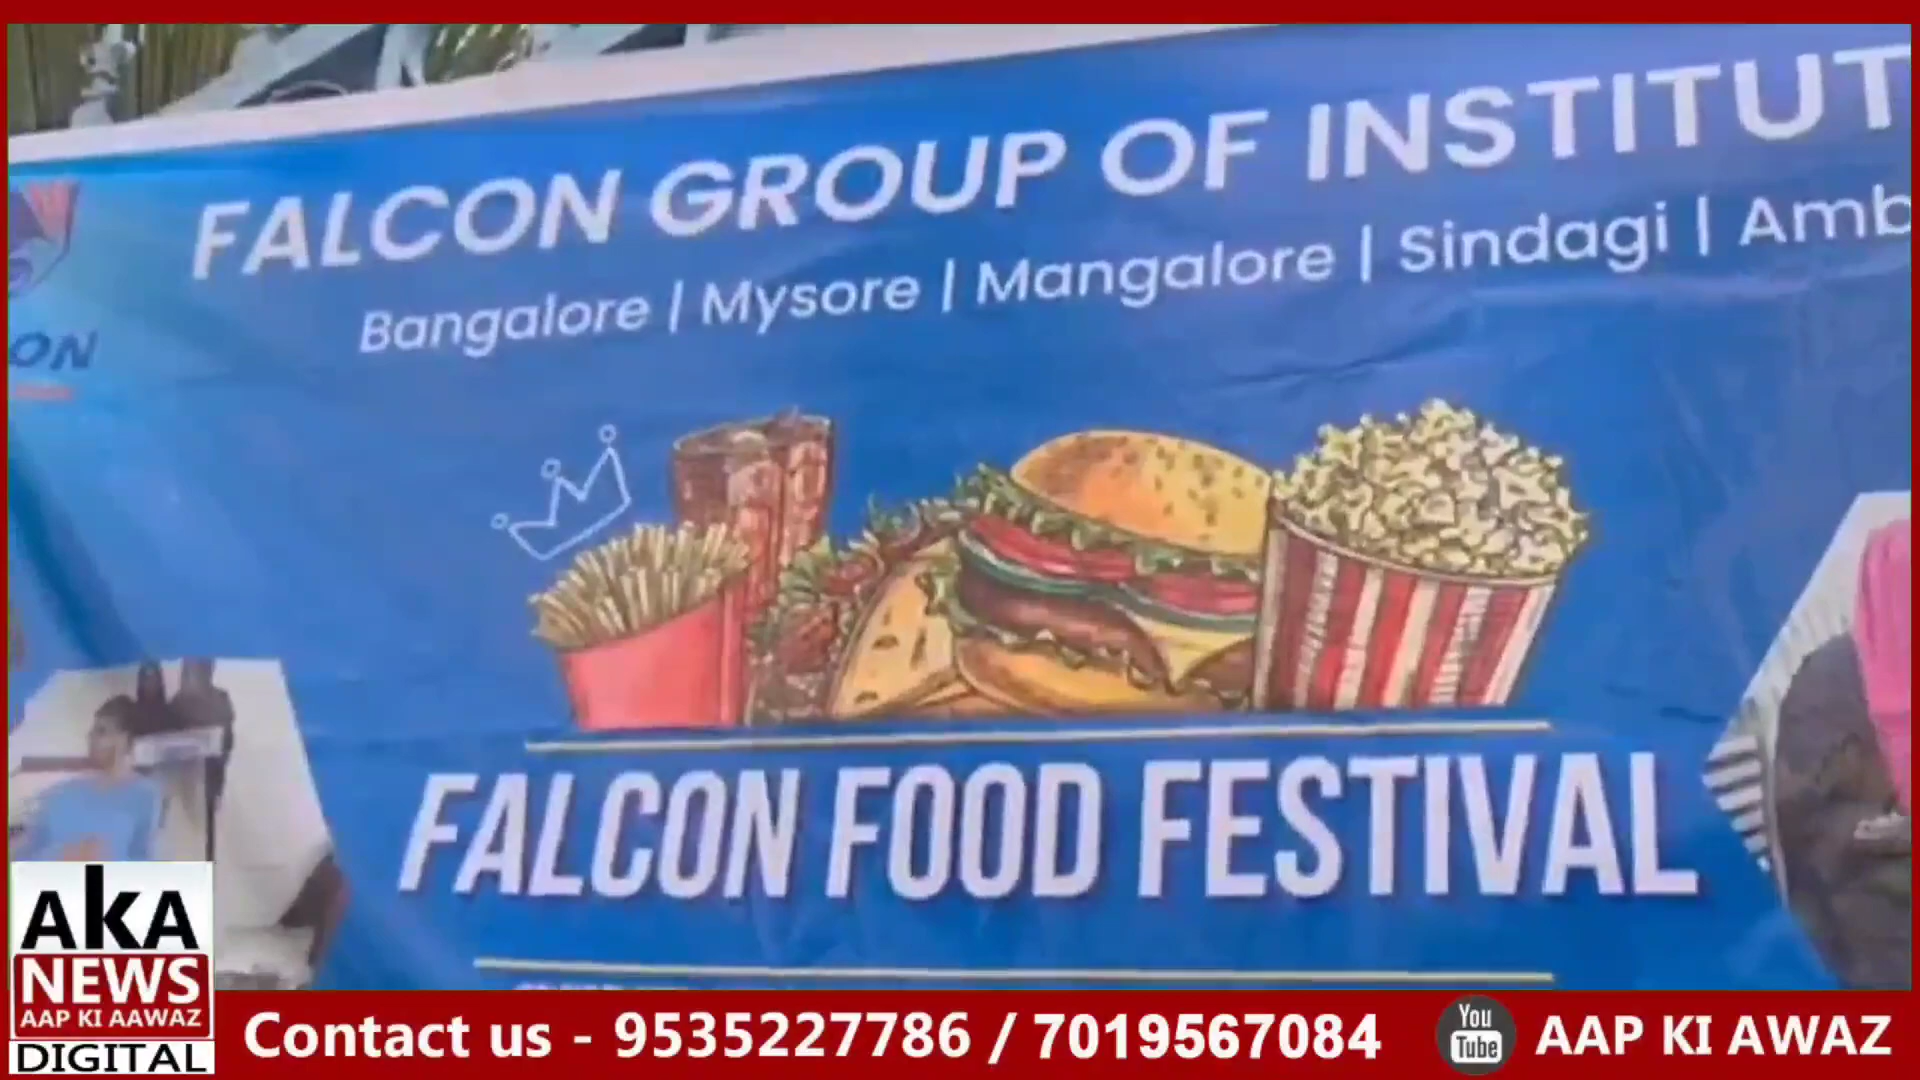 FALCON GROUP OF INSTITUT
Bangalore | Mysore | Mangalore | Sindagi | Amb
ON
FALCON FOOD FESTIVAL
AKA
NEWS
AAP KI AAWAZ
DIGITAL
Contact us - 9535227786 / 7019567084
You
Tube
AAP KI AWAZ